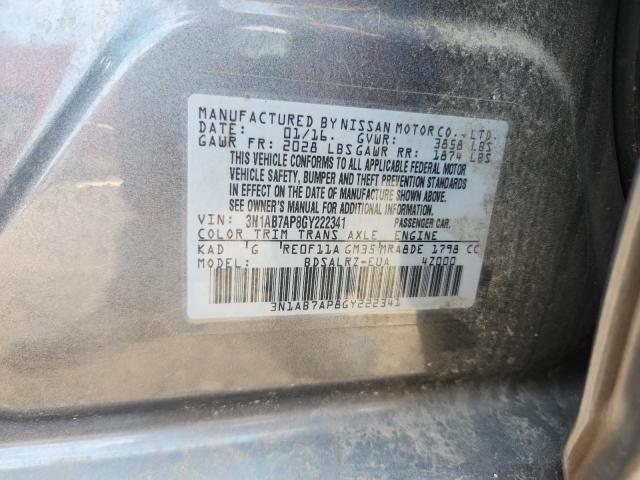 MANUFACTURED BY NISSAN MOTOR CO., LTD.
DATE: 01/16. GVWR: 3858 LBS
GAWR FR: 2028 LBS GAWR RR: 1874 LBS
THIS VEHICLE CONFORMS TO ALL APPLICABLE FEDERAL MOTOR
VEHICLE SAFETY, BUMPER AND THEFT PREVENTION STANDARDS
IN EFFECT ON THE DATE OF MANUFACTURE SHOWN ABOVE.
SEE OWNER'S MANUAL FOR ADDITIONAL INFORMATION.
VIN: 3N1AB7AP8GY222341 PASSENGER CAR.
COLOR TRIM TRANS AXLE ENGINE
KAD G RE0F11A GM35 MRA8DE 1798 CC
MODEL: BDSALRZ-EUA 4Z000
3N1AB7AP8GY222341